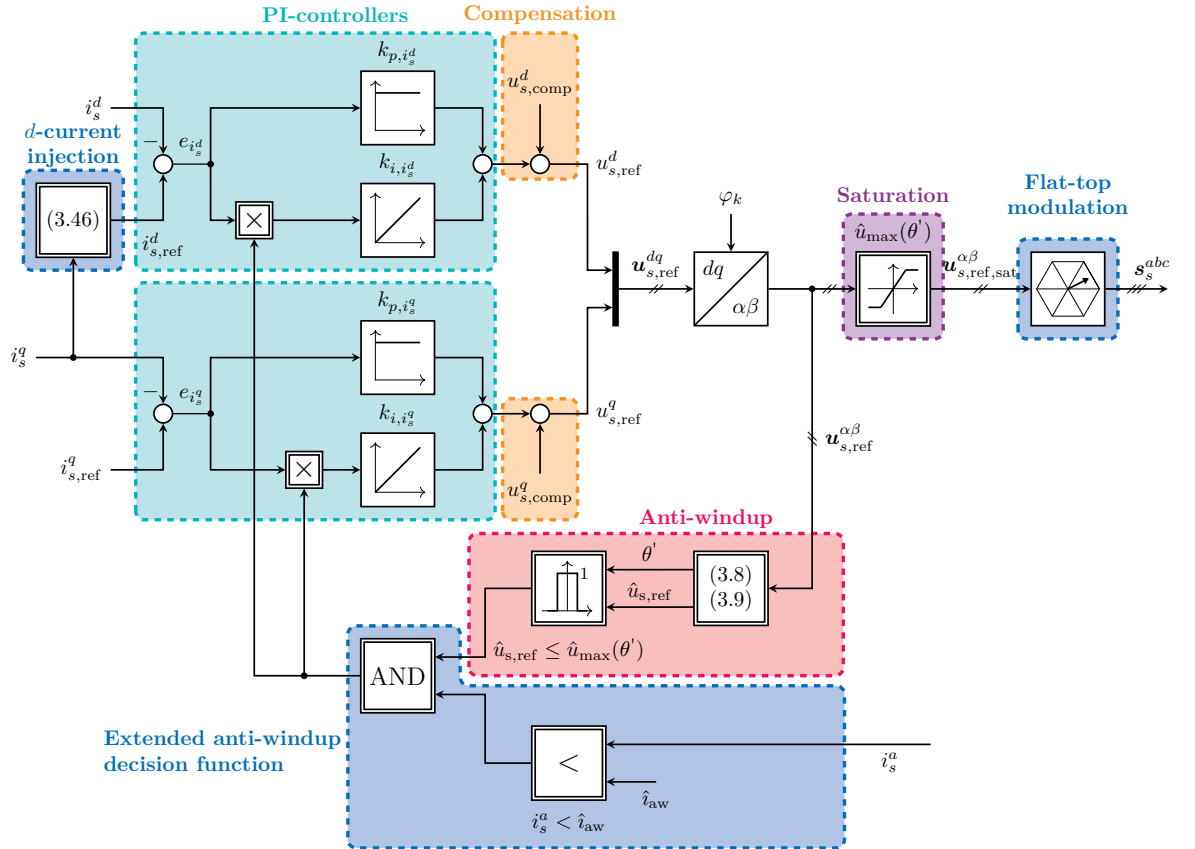 PI-controllers
Compensation
k_{p,i_s^d}
u_{s,comp}^d
i_s^d
d-current
injection
−
e_{i_s^d}
k_{i,i_s^d}
u_{s,ref}^d
(3.46)
×
i_{s,ref}^d
φ_k
Saturation
û_max(θ')
Flat-top
modulation
u_{s,ref}^{dq}
dq
αβ
u_{s,ref,sat}^{αβ}
s_s^{abc}
k_{p,i_s^q}
i_s^q
−
e_{i_s^q}
k_{i,i_s^q}
u_{s,ref}^q
u_{s,ref}^{αβ}
i_{s,ref}^q
×
u_{s,comp}^q
Anti-windup
1
θ'
û_{s,ref}
(3.8)
(3.9)
û_{s,ref} ≤ û_max(θ')
AND
Extended anti-windup
decision function
<
i_s^a
î_aw
i_s^a < î_aw